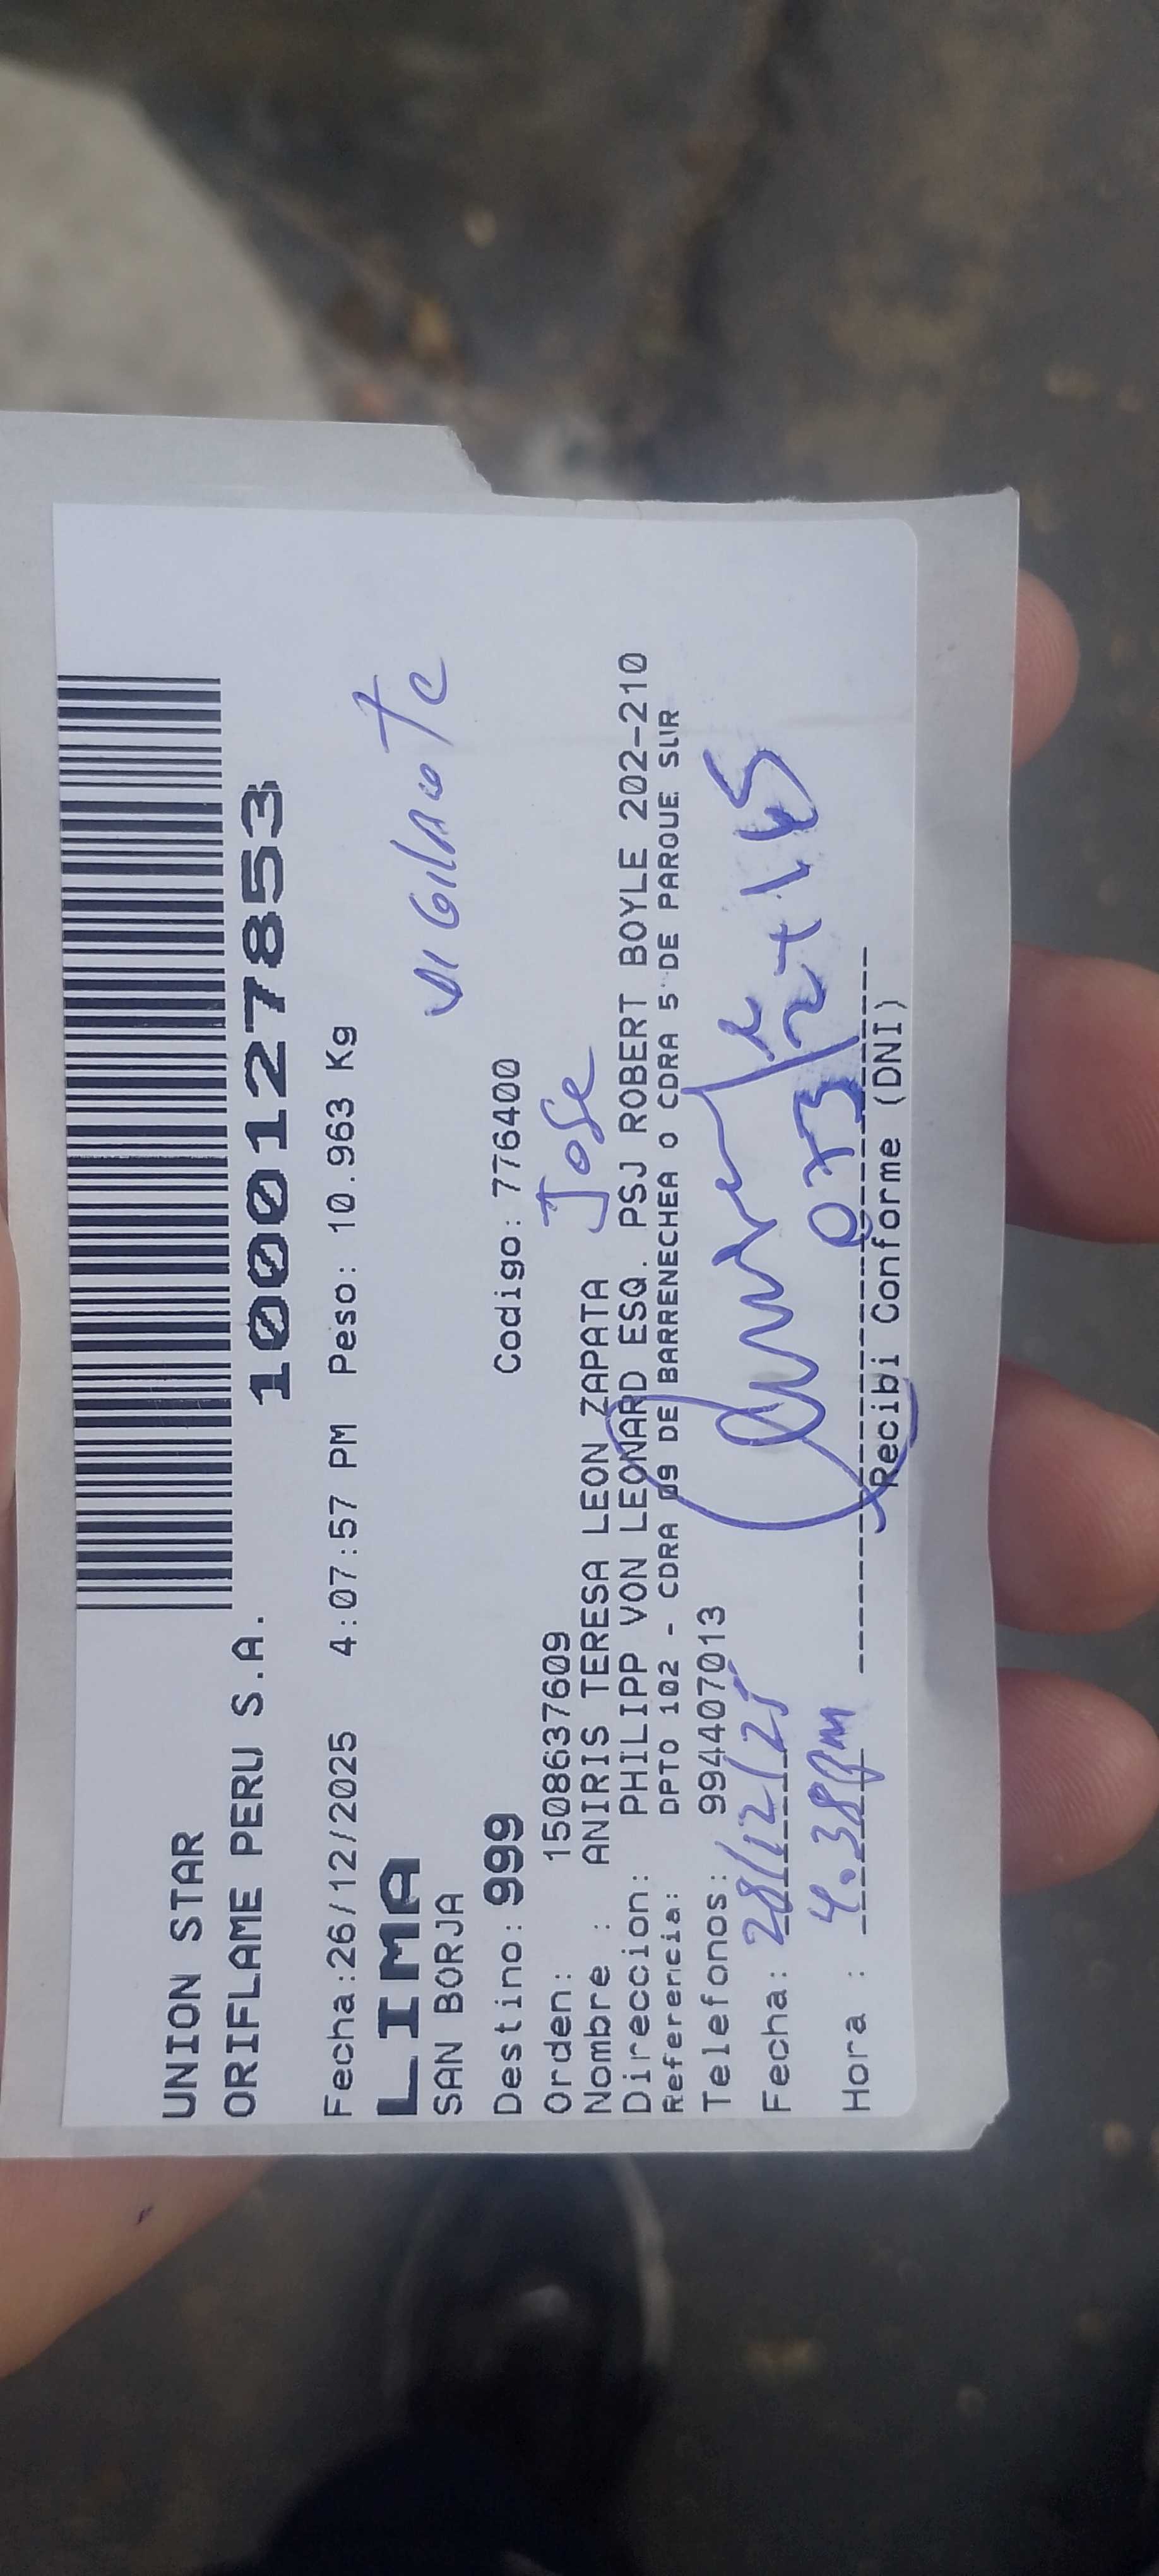 UNION STAR
ORIFLAME PERU S.A.
1000127853
Fecha:26/12/2025 4:07:57 PM Peso: 10.963 Kg
LIMA
SAN BORJA
ViGilante
Destino: 999 Codigo: 776400
Orden: 1508637609
Jose
Nombre : ANIRIS TERESA LEON ZAPATA
Direccion: PHILIPP VON LEONARD ESQ. PSJ ROBERT BOYLE 202-210
Referencia: DPTO 102 - CDRA 09 DE BARRENECHEA O CDRA 5 DE PARQUE SUR
Telefonos: 994407013
Fecha: 28/12/25
Hora : 4.38 pm
Recibi Conforme (DNI)